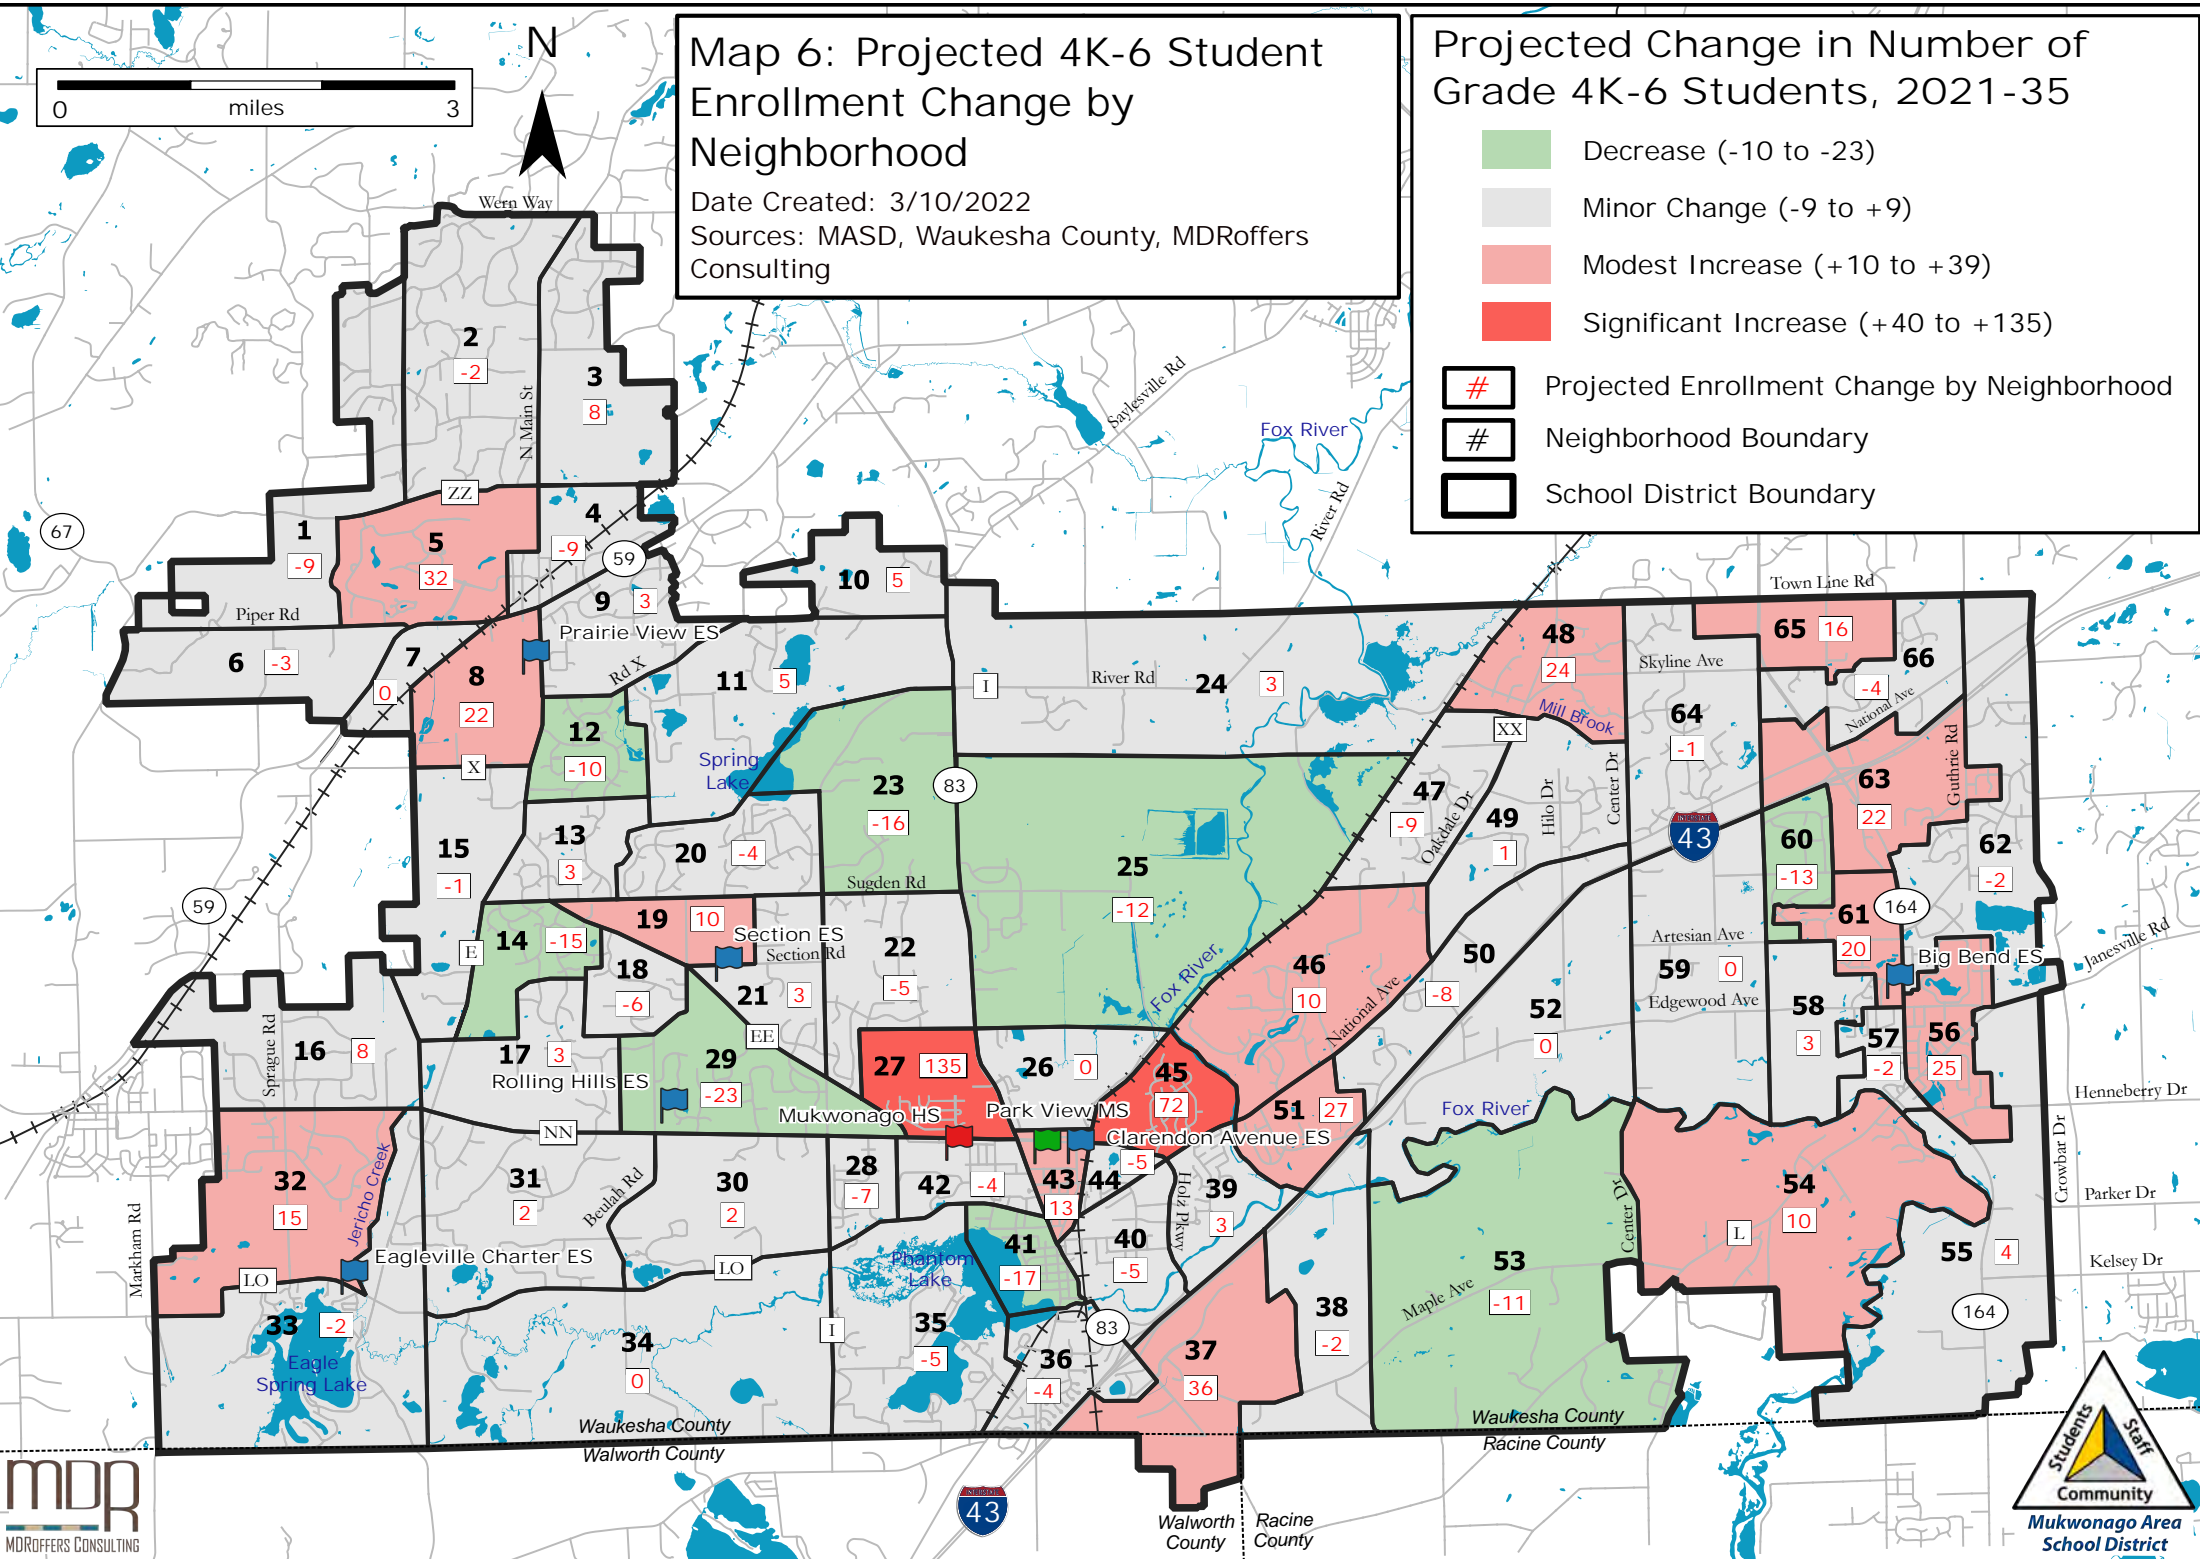 N
0 miles 3
Map 6: Projected 4K-6 Student
Enrollment Change by
Neighborhood
Date Created: 3/10/2022
Sources: MASD, Waukesha County, MDRoffers
Consulting
Projected Change in Number of
Grade 4K-6 Students, 2021-35
Decrease (-10 to -23)
Minor Change (-9 to +9)
Modest Increase (+10 to +39)
Significant Increase (+40 to +135)
# Projected Enrollment Change by Neighborhood
# Neighborhood Boundary
School District Boundary
Wern Way
2
-2
3
8
N Main St
Saylesville Rd
Fox River
River Rd
ZZ
67
1
-9
5
32
4
-9
59
9
3
10
5
Piper Rd
Prairie View ES
Town Line Rd
6
-3
7
0
8
22
Rd X
11
5
I
River Rd
24
3
48
24
Mill Brook
Skyline Ave
65
16
66
-4
National Ave
12
-10
X
Spring
Lake
23
-16
83
XX
64
-1
Center Dr
Hilo Dr
Guthrie Rd
63
22
47
-9
Oakdale Dr
49
1
INTERSTATE
43
60
-13
62
-2
15
-1
13
3
20
-4
Sugden Rd
25
-12
59
19
10
14
-15
E
Section ES
Section Rd
22
-5
164
61
20
Big Bend ES
Janesville Rd
18
-6
21
3
EE
Fox River
46
10
National Ave
50
-8
52
0
Artesian Ave
59
0
Edgewood Ave
58
3
57
-2
56
25
Sprague Rd
16
8
17
3
Rolling Hills ES
29
-23
27
135
26
0
45
72
Mukwonago HS
Park View MS
Clarendon Avenue ES
51
27
Fox River
Henneberry Dr
NN
32
15
Jericho Creek
31
2
Beulah Rd
30
2
28
-7
42
-4
43
13
44
-5
Holz Pkwy
39
3
Center Dr
54
10
L
Crowbar Dr
Parker Dr
Markham Rd
LO
Eagleville Charter ES
LO
Phantom
Lake
41
-17
40
-5
53
-11
Maple Ave
55
4
Kelsey Dr
164
33
-2
Eagle
Spring Lake
34
0
I
35
-5
83
36
-4
37
36
38
-2
Waukesha County
Walworth County
Waukesha County
Racine County
INTERSTATE
43
Walworth
County
Racine
County
MDR
MDROFFERS CONSULTING
Students
Staff
Community
Mukwonago Area
School District